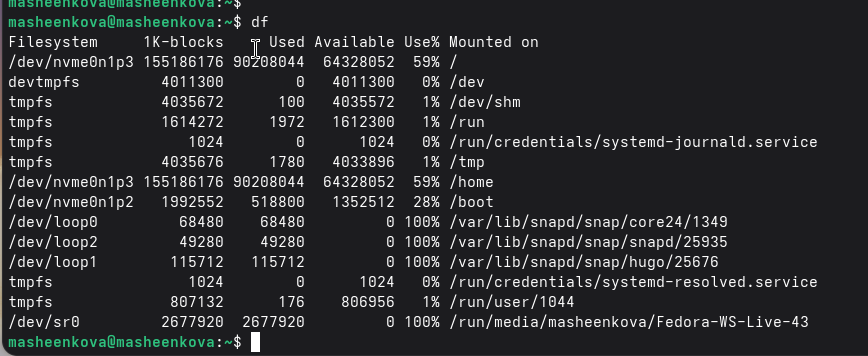 masheenkova@masheenkova:~$
masheenkova@masheenkova:~$ df
Filesystem     1K-blocks     Used Available Use% Mounted on
/dev/nvme0n1p3 155186176 90208044  64328052  59% /
devtmpfs         4011300        0   4011300   0% /dev
tmpfs            4035672      100   4035572   1% /dev/shm
tmpfs            1614272     1972   1612300   1% /run
tmpfs               1024        0      1024   0% /run/credentials/systemd-journald.service
tmpfs            4035676     1780   4033896   1% /tmp
/dev/nvme0n1p3 155186176 90208044  64328052  59% /home
/dev/nvme0n1p2   1992552   518800   1352512  28% /boot
/dev/loop0         68480    68480         0 100% /var/lib/snapd/snap/core24/1349
/dev/loop2         49280    49280         0 100% /var/lib/snapd/snap/snapd/25935
/dev/loop1        115712   115712         0 100% /var/lib/snapd/snap/hugo/25676
tmpfs               1024        0      1024   0% /run/credentials/systemd-resolved.service
tmpfs             807132      176    806956   1% /run/user/1044
/dev/sr0         2677920  2677920         0 100% /run/media/masheenkova/Fedora-WS-Live-43
masheenkova@masheenkova:~$